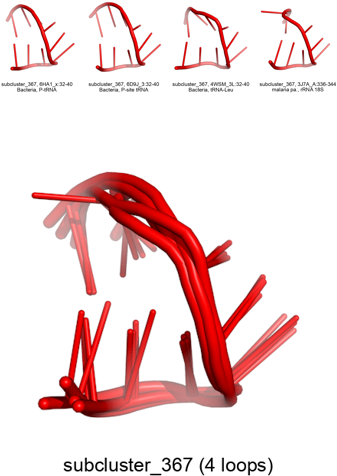 subcluster_367, 6HA1_x:32-40
Bacteria, P-tRNA
subcluster_367, 6D9J_3:32-40
Bacteria, P-site tRNA
subcluster_367, 4WSM_3L:32-40
Bacteria, tRNA-Leu
subcluster_367, 3J7A_A:336-344
malaria pa., rRNA 18S
subcluster_367 (4 loops)